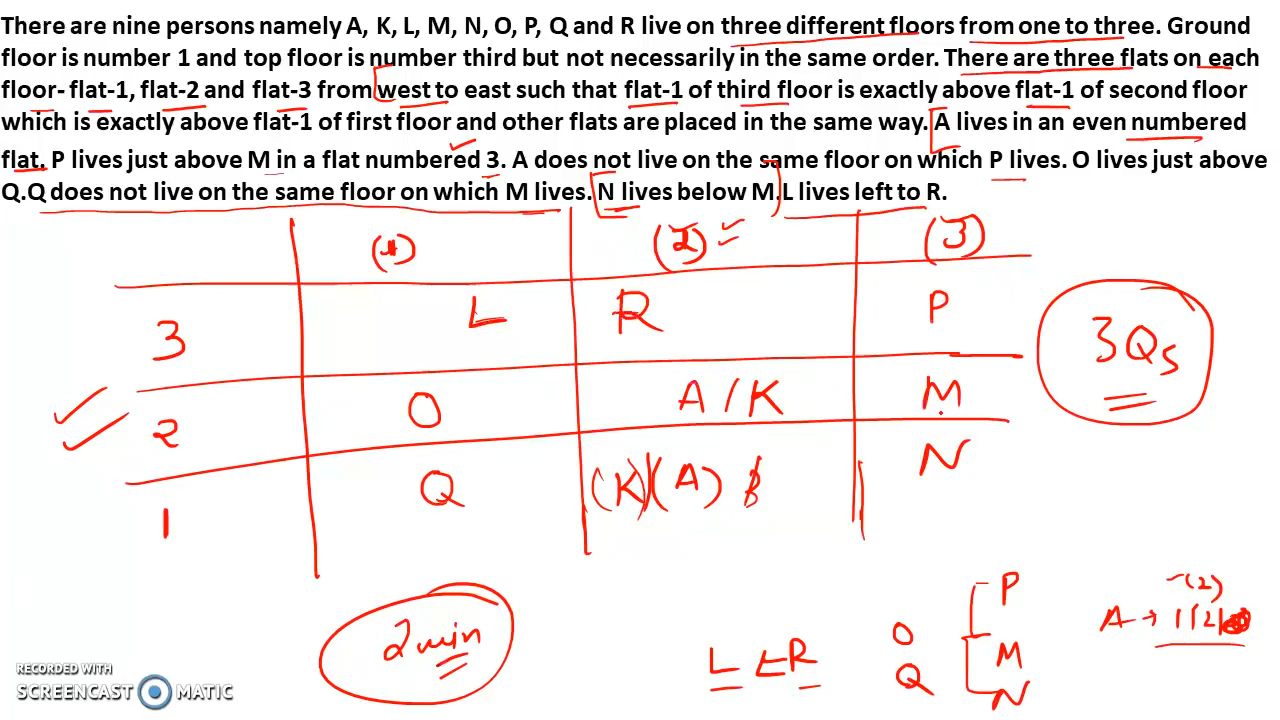 There are nine persons namely A, K, L, M, N, O, P, Q and R live on three different floors from one to three. Ground
floor is number 1 and top floor is number third but not necessarily in the same order. There are three flats on each
floor- flat-1, flat-2 and flat-3 from west to east such that flat-1 of third floor is exactly above flat-1 of second floor
which is exactly above flat-1 of first floor and other flats are placed in the same way. A lives in an even numbered
flat. P lives just above M in a flat numbered 3. A does not live on the same floor on which P lives. O lives just above
Q.Q does not live on the same floor on which M lives. N lives below M.L lives left to R.
(1) (2) (3)
3 L R P
2 O A/K M
1 Q (K)(A) N
3Qs
2min
L ← R
O
Q
P
M
N
(2)
A → 1/2/
RECORDED WITH
SCREENCAST MATIC